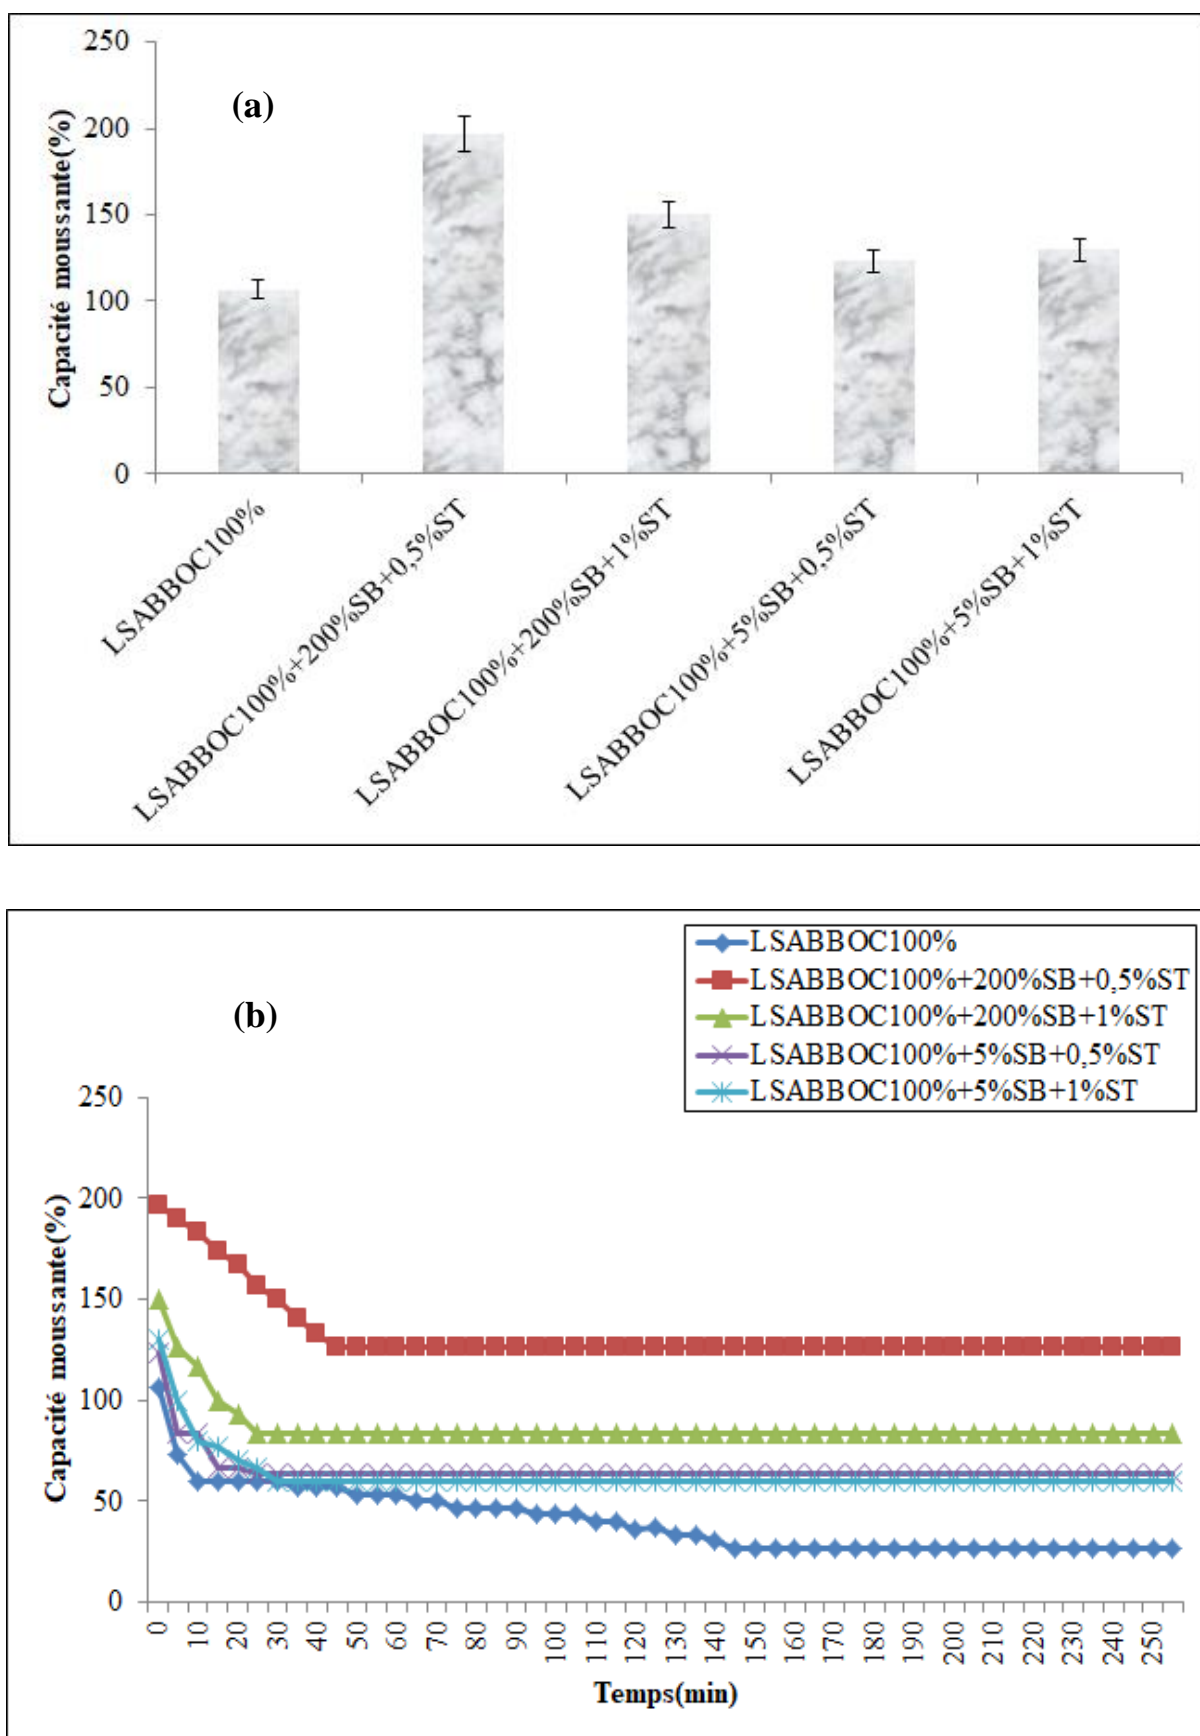 (a)
Capacité moussante(%)
250
200
150
100
50
0
LSABBOC100%
LSABBOC100%+200%SB+0,5%ST
LSABBOC100%+200%SB+1%ST
LSABBOC100%+5%SB+0,5%ST
LSABBOC100%+5%SB+1%ST
(b)
LSABBOC100%
LSABBOC100%+200%SB+0,5%ST
LSABBOC100%+200%SB+1%ST
LSABBOC100%+5%SB+0,5%ST
LSABBOC100%+5%SB+1%ST
Capacité moussante(%)
250
200
150
100
50
0
0 10 20 30 40 50 60 70 80 90 100 110 120 130 140 150 160 170 180 190 200 210 220 230 240 250
Temps(min)